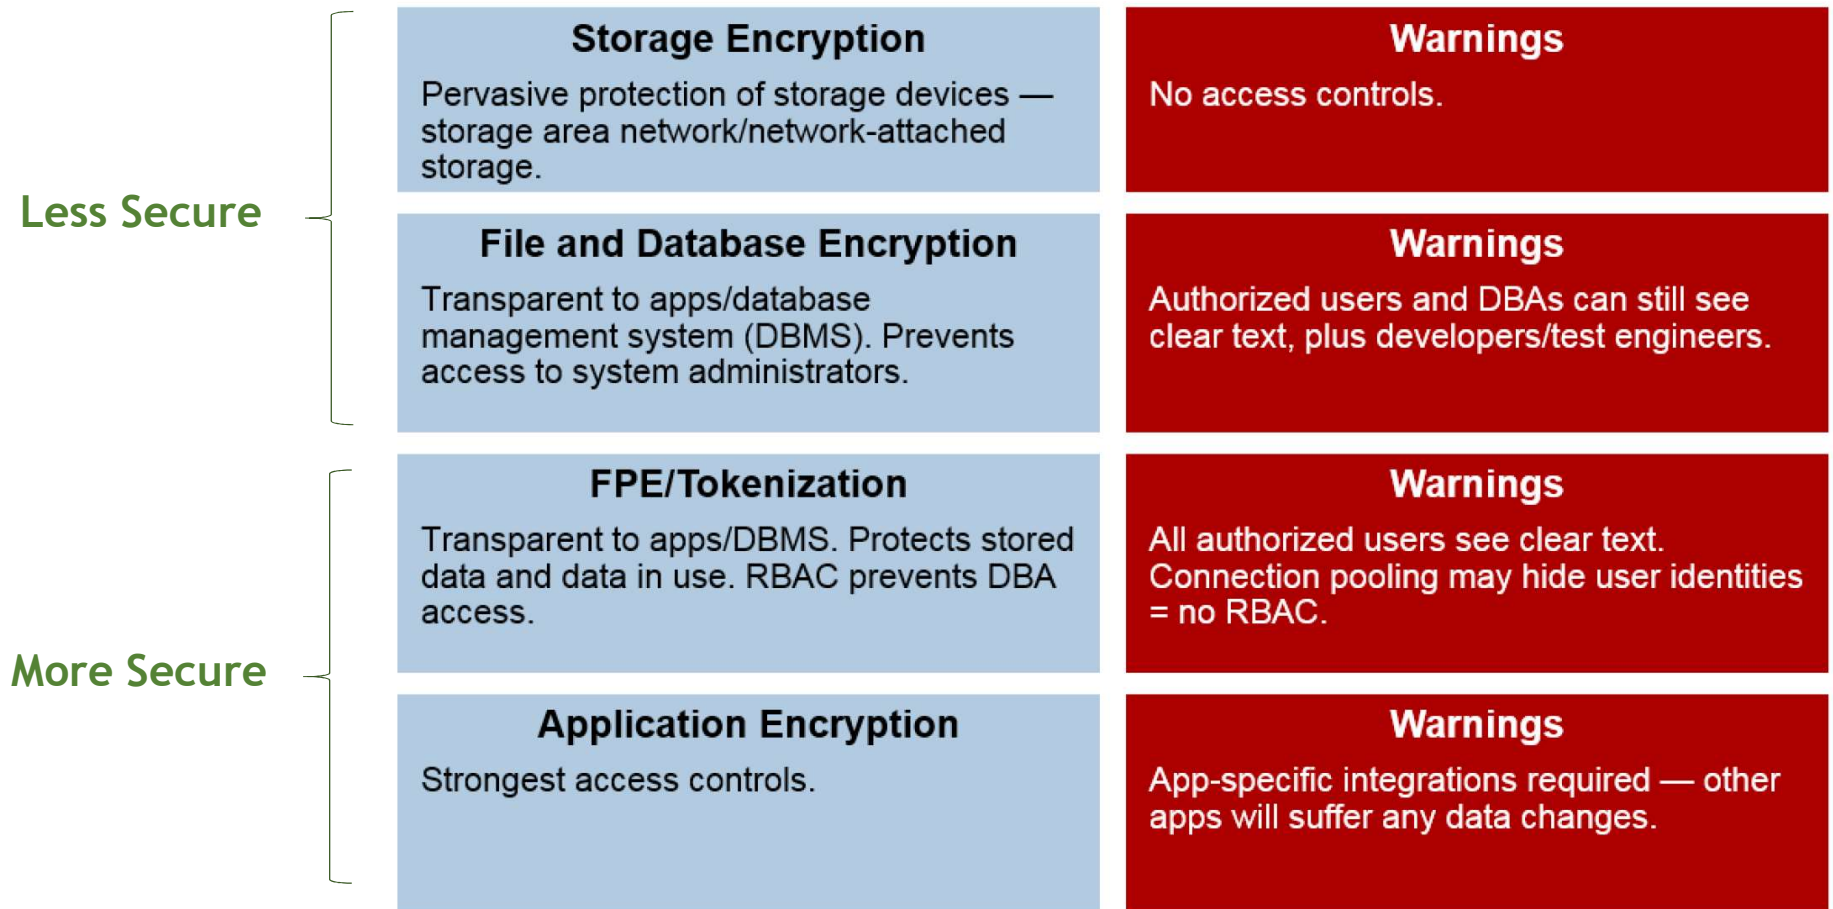 Storage Encryption
Pervasive protection of storage devices —
storage area network/network-attached
storage.
Warnings
No access controls.
Less Secure
File and Database Encryption
Transparent to apps/database
management system (DBMS). Prevents
access to system administrators.
Warnings
Authorized users and DBAs can still see
clear text, plus developers/test engineers.
FPE/Tokenization
Transparent to apps/DBMS. Protects stored
data and data in use. RBAC prevents DBA
access.
Warnings
All authorized users see clear text.
Connection pooling may hide user identities
= no RBAC.
More Secure
Application Encryption
Strongest access controls.
Warnings
App-specific integrations required — other
apps will suffer any data changes.